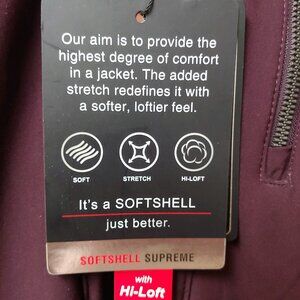 Our aim is to provide the
highest degree of comfort
in a jacket. The added
stretch redefines it with
a softer, loftier feel.
SOFT STRETCH HI-LOFT
It's a SOFTSHELL
just better.
SOFTSHELL SUPREME
with
Hi-Loft